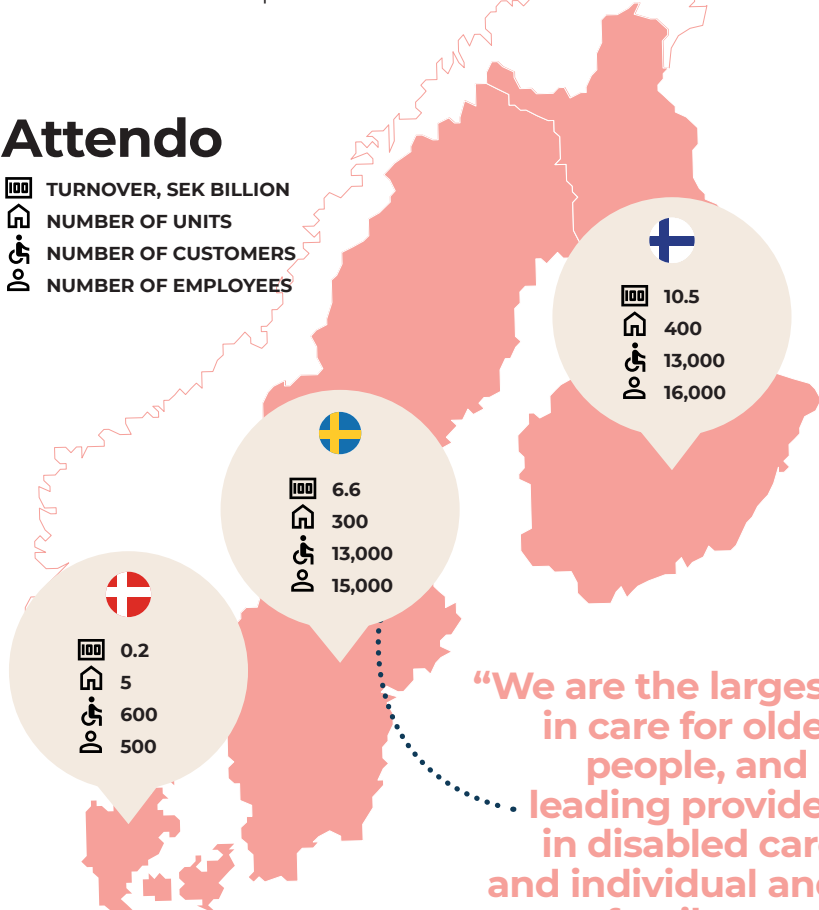 Attendo
TURNOVER, SEK BILLION
NUMBER OF UNITS
NUMBER OF CUSTOMERS
NUMBER OF EMPLOYEES
10.5
400
13,000
16,000
6.6
300
13,000
15,000
0.2
5
600
500
“We are the larges
in care for olde
people, and
leading provide
in disabled car
and individual an